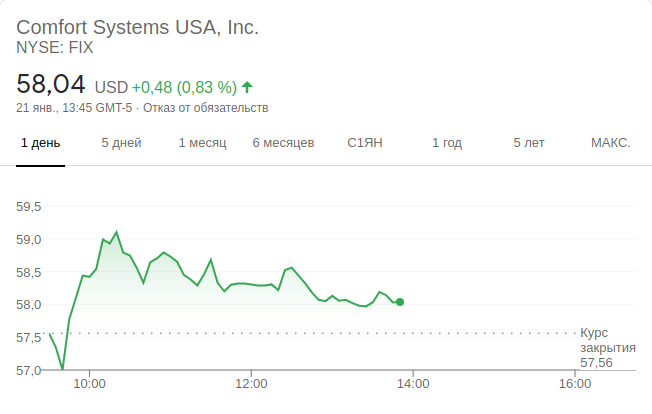 Comfort Systems USA, Inc.
NYSE: FIX
58,04 USD +0,48 (0,83 %)
21 янв., 13:45 GMT-5 · Отказ от обязательств
1 день 5 дней 1 месяц 6 месяцев С1ЯН 1 год 5 лет МАКС.
59,5
59,0
58,5
58,0
57,5
57,0
Курс
закрытия
57,56
10:00 12:00 14:00 16:00